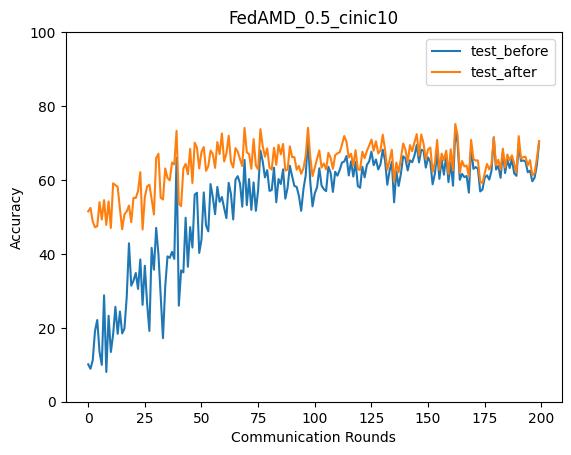 FedAMD_0.5_cinic10
100
80
60
40
20
0
Accuracy
test_before
test_after
0 25 50 75 100 125 150 175 200
Communication Rounds